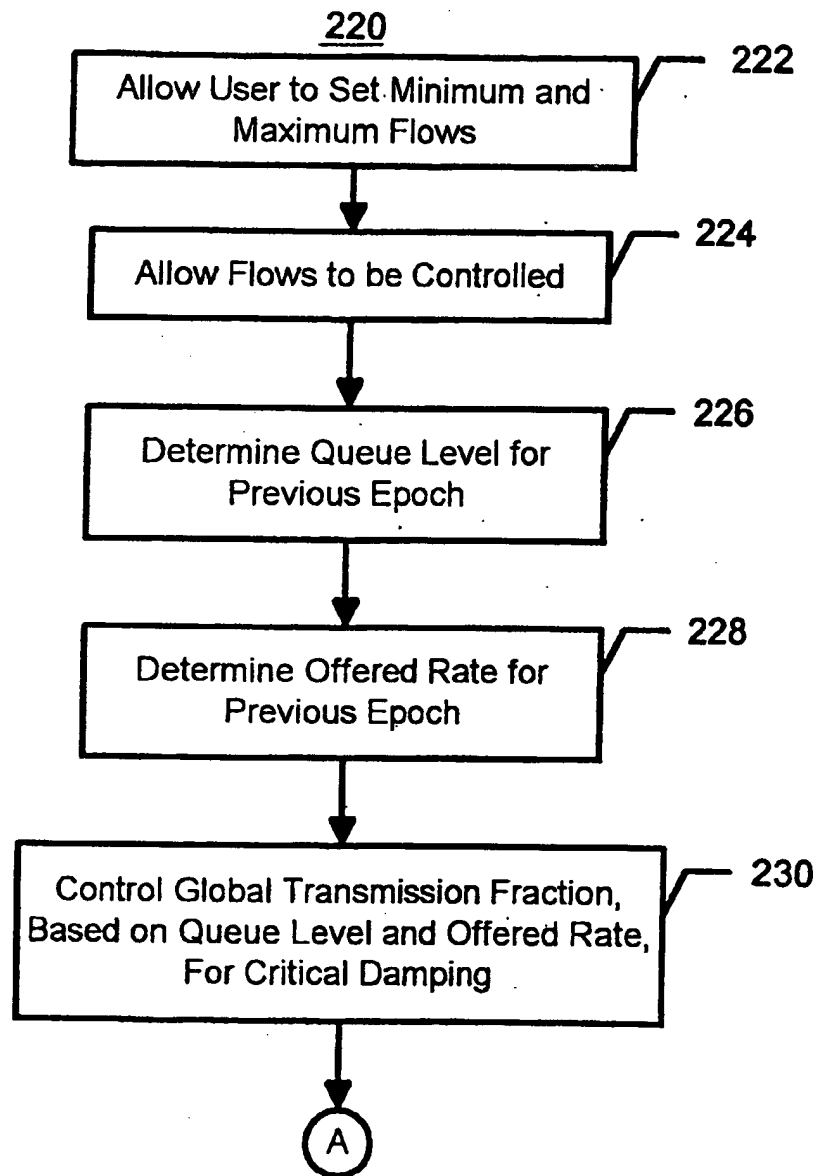 220
222
Allow User to Set Minimum and
Maximum Flows
224
Allow Flows to be Controlled
226
Determine Queue Level for
Previous Epoch
228
Determine Offered Rate for
Previous Epoch
230
Control Global Transmission Fraction,
Based on Queue Level and Offered Rate,
For Critical Damping
A